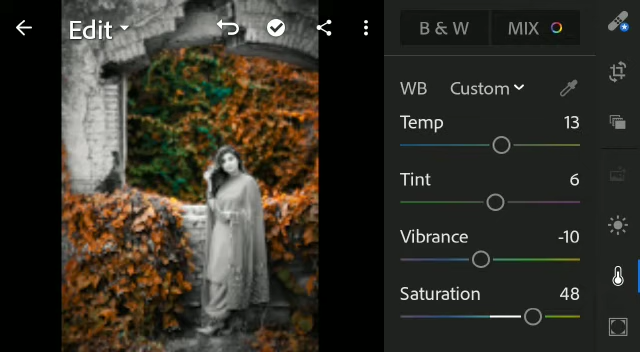 Edit
B & W
MIX
WB Custom
Temp 13
Tint 6
Vibrance -10
Saturation 48